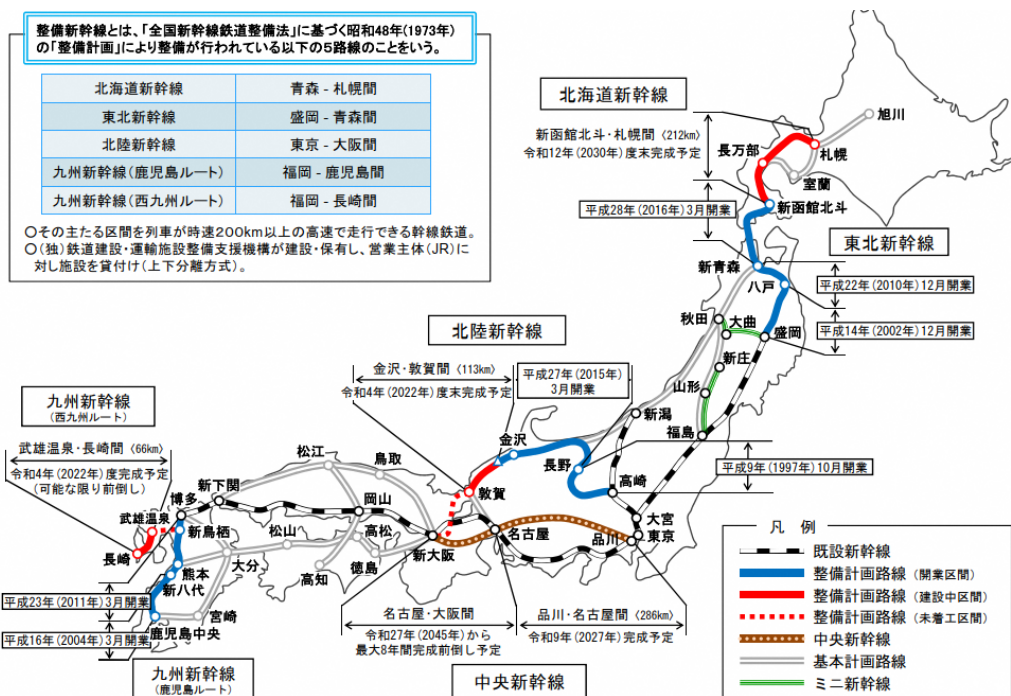 整備新幹線とは、「全国新幹線鉄道整備法」に基づく昭和48年(1973年)
の「整備計画」により整備が行われている以下の5路線のことをいう。
北海道新幹線 青森 - 札幌間
東北新幹線 盛岡 - 青森間
北陸新幹線 東京 - 大阪間
九州新幹線(鹿児島ルート) 福岡 - 鹿児島間
九州新幹線(西九州ルート) 福岡 - 長崎間
○その主たる区間を列車が時速200km以上の高速で走行できる幹線鉄道。
○(独)鉄道建設・運輸施設整備支援機構が建設・保有し、営業主体(JR)に
対し施設を貸付け(上下分離方式)。
北海道新幹線
新函館北斗・札幌間〈212km〉
令和12年(2030年)度末完成予定
旭川
長万部
札幌
室蘭
平成28年(2016年)3月開業
新函館北斗
東北新幹線
新青森
八戸
平成22年(2010年)12月開業
秋田
大曲
盛岡
平成14年(2002年)12月開業
新庄
山形
福島
新潟
北陸新幹線
金沢・敦賀間〈113km〉
令和4年(2022年)度末完成予定
平成27年(2015年)
3月開業
金沢
長野
高崎
平成9年(1997年)10月開業
敦賀
大宮
東京
品川
名古屋
新大阪
九州新幹線
(西九州ルート)
武雄温泉・長崎間〈66km〉
令和4年(2022年)度完成予定
(可能な限り前倒し)
松江
鳥取
新下関
博多
岡山
武雄温泉
新鳥栖
松山
高松
長崎
熊本
大分
高知
徳島
新八代
平成23年(2011年)3月開業
宮崎
鹿児島中央
平成16年(2004年)3月開業
九州新幹線
(鹿児島ルート)
名古屋・大阪間
令和27年(2045年)から
最大8年間完成前倒し予定
品川・名古屋間〈286km〉
令和9年(2027年)完成予定
中央新幹線
凡 例
既設新幹線
整備計画路線(開業区間)
整備計画路線(建設中区間)
整備計画路線(未着工区間)
中央新幹線
基本計画路線
ミニ新幹線